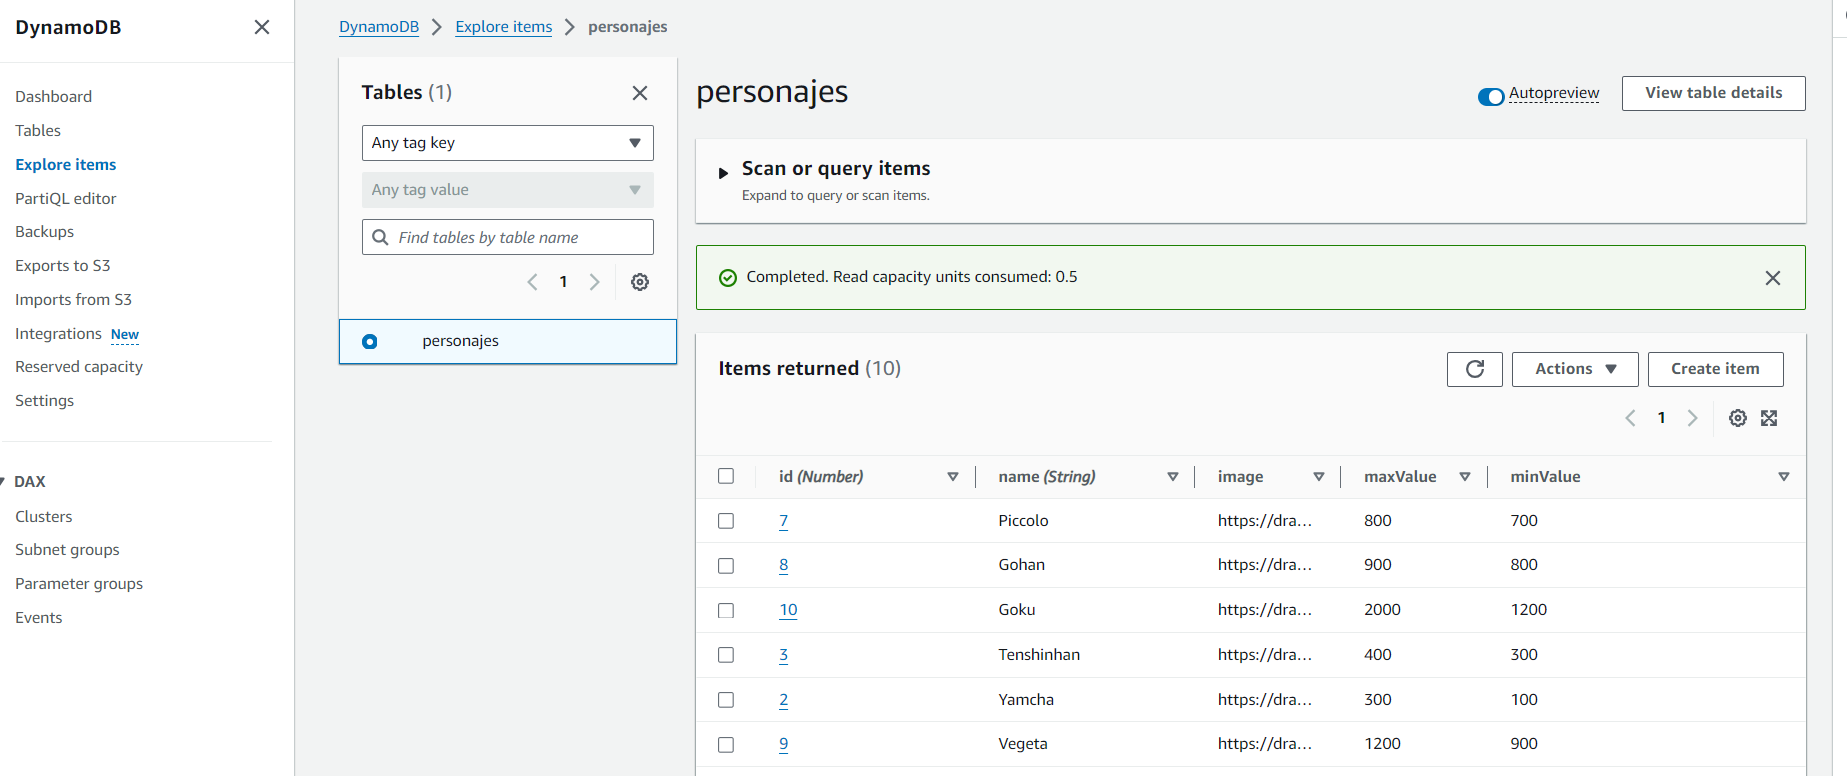 DynamoDB
Dashboard
Tables
Explore items
PartiQL editor
Backups
Exports to S3
Imports from S3
Integrations New
Reserved capacity
Settings
DAX
Clusters
Subnet groups
Parameter groups
Events
DynamoDB Explore items personajes
Tables (1)
Any tag key
Any tag value
Find tables by table name
1
personajes
personajes
Autopreview View table details
Scan or query items
Expand to query or scan items.
Completed. Read capacity units consumed: 0.5
Items returned (10)
Actions Create item
1
id (Number) name (String) image maxValue minValue
7 Piccolo https://dra... 800 700
8 Gohan https://dra... 900 800
10 Goku https://dra... 2000 1200
3 Tenshinhan https://dra... 400 300
2 Yamcha https://dra... 300 100
9 Vegeta https://dra... 1200 900